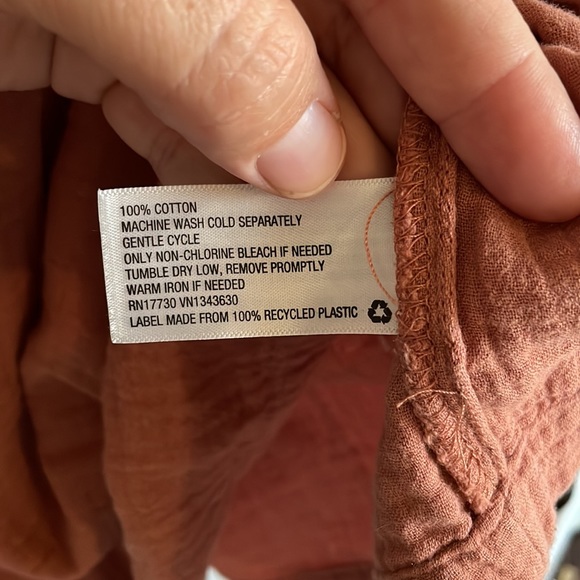 100% COTTON
MACHINE WASH COLD SEPARATELY
GENTLE CYCLE
ONLY NON-CHLORINE BLEACH IF NEEDED
TUMBLE DRY LOW, REMOVE PROMPTLY
WARM IRON IF NEEDED
RN17730 VN1343630
LABEL MADE FROM 100% RECYCLED PLASTIC